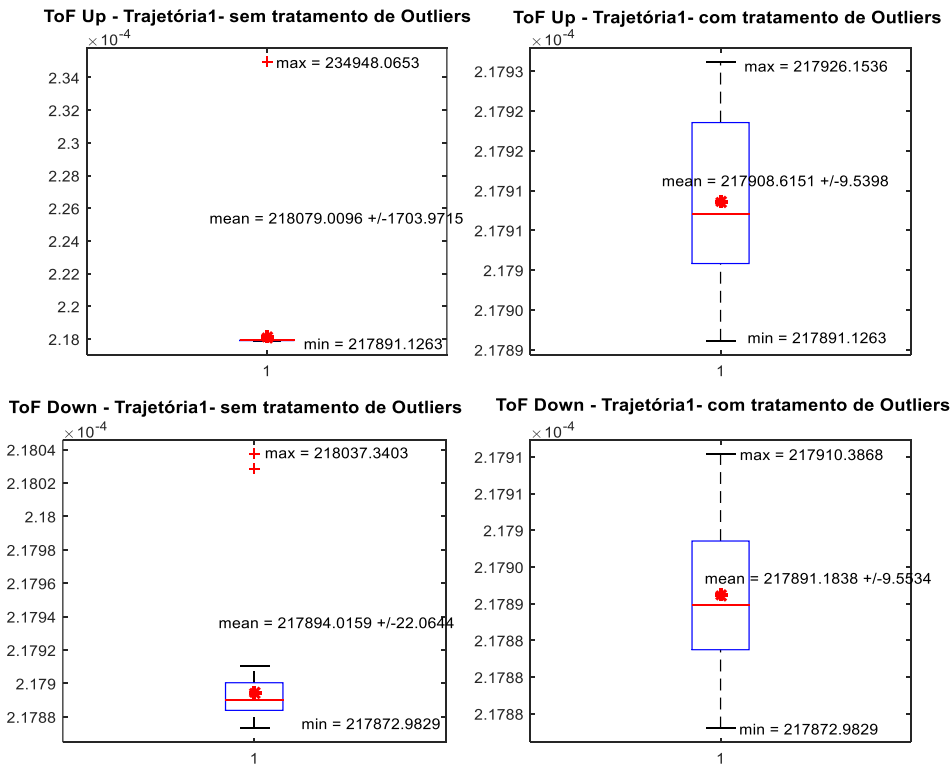 ToF Up - Trajetória1- sem tratamento de Outliers
×10⁻⁴
2.34
2.32
2.3
2.28
2.26
2.24
2.22
2.2
2.18
max = 234948.0653
mean = 218079.0096 +/-1703.9715
min = 217891.1263
1
ToF Up - Trajetória1- com tratamento de Outliers
×10⁻⁴
2.1793
2.1792
2.1792
2.1791
2.1791
2.179
2.1790
2.1789
max = 217926.1536
mean = 217908.6151 +/-9.5398
min = 217891.1263
1
ToF Down - Trajetória1- sem tratamento de Outliers
×10⁻⁴
2.1804
2.1802
2.18
2.1798
2.1796
2.1794
2.1792
2.179
2.1788
max = 218037.3403
mean = 217894.0159 +/-22.0644
min = 217872.9829
1
ToF Down - Trajetória1- com tratamento de Outliers
×10⁻⁴
2.1791
2.1791
2.179
2.1790
2.1789
2.1788
2.1788
2.1788
max = 217910.3868
mean = 217891.1838 +/-9.5534
min = 217872.9829
1